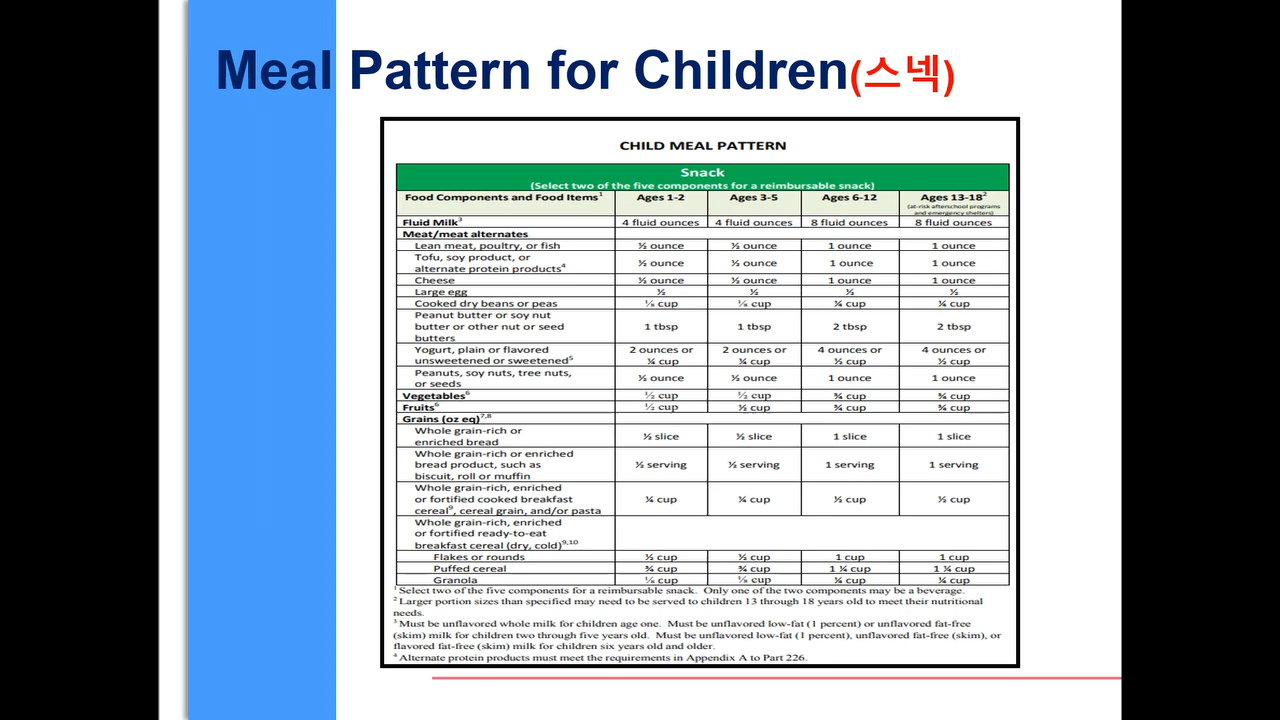 Meal Pattern for Children(스넥)
CHILD MEAL PATTERN
Snack
(Select two of the five components for a reimbursable snack)
Food Components and Food Items1 Ages 1-2 Ages 3-5 Ages 6-12 Ages 13-182
(at-risk afterschool programs
and emergency shelters)
Fluid Milk3 4 fluid ounces 4 fluid ounces 8 fluid ounces 8 fluid ounces
Meat/meat alternates
Lean meat, poultry, or fish ½ ounce ½ ounce 1 ounce 1 ounce
Tofu, soy product, or
alternate protein products4 ½ ounce ½ ounce 1 ounce 1 ounce
Cheese ½ ounce ½ ounce 1 ounce 1 ounce
Large egg ½ ½ ½ ½
Cooked dry beans or peas ⅛ cup ⅛ cup ¼ cup ¼ cup
Peanut butter or soy nut
butter or other nut or seed 1 tbsp 1 tbsp 2 tbsp 2 tbsp
butters
Yogurt, plain or flavored 2 ounces or 2 ounces or 4 ounces or 4 ounces or
unsweetened or sweetened5 ¼ cup ¼ cup ½ cup ½ cup
Peanuts, soy nuts, tree nuts,
or seeds ½ ounce ½ ounce 1 ounce 1 ounce
Vegetables6 ½ cup ½ cup ¾ cup ¾ cup
Fruits6 ½ cup ½ cup ¾ cup ¾ cup
Grains (oz eq)7,8
Whole grain-rich or
enriched bread ½ slice ½ slice 1 slice 1 slice
Whole grain-rich or enriched
bread product, such as ½ serving ½ serving 1 serving 1 serving
biscuit, roll or muffin
Whole grain-rich, enriched
or fortified cooked breakfast ¼ cup ¼ cup ½ cup ½ cup
cereal9, cereal grain, and/or pasta
Whole grain-rich, enriched
or fortified ready-to-eat
breakfast cereal (dry, cold)9,10
Flakes or rounds ½ cup ½ cup 1 cup 1 cup
Puffed cereal ¾ cup ¾ cup 1 ¼ cup 1 ¼ cup
Granola ⅛ cup ⅛ cup ¼ cup ¼ cup
1 Select two of the five components for a reimbursable snack. Only one of the two components may be a beverage.
2 Larger portion sizes than specified may need to be served to children 13 through 18 years old to meet their nutritional
needs.
3 Must be unflavored whole milk for children age one. Must be unflavored low-fat (1 percent) or unflavored fat-free
(skim) milk for children two through five years old. Must be unflavored low-fat (1 percent), unflavored fat-free (skim), or
flavored fat-free (skim) milk for children six years old and older.
4 Alternate protein products must meet the requirements in Appendix A to Part 226.